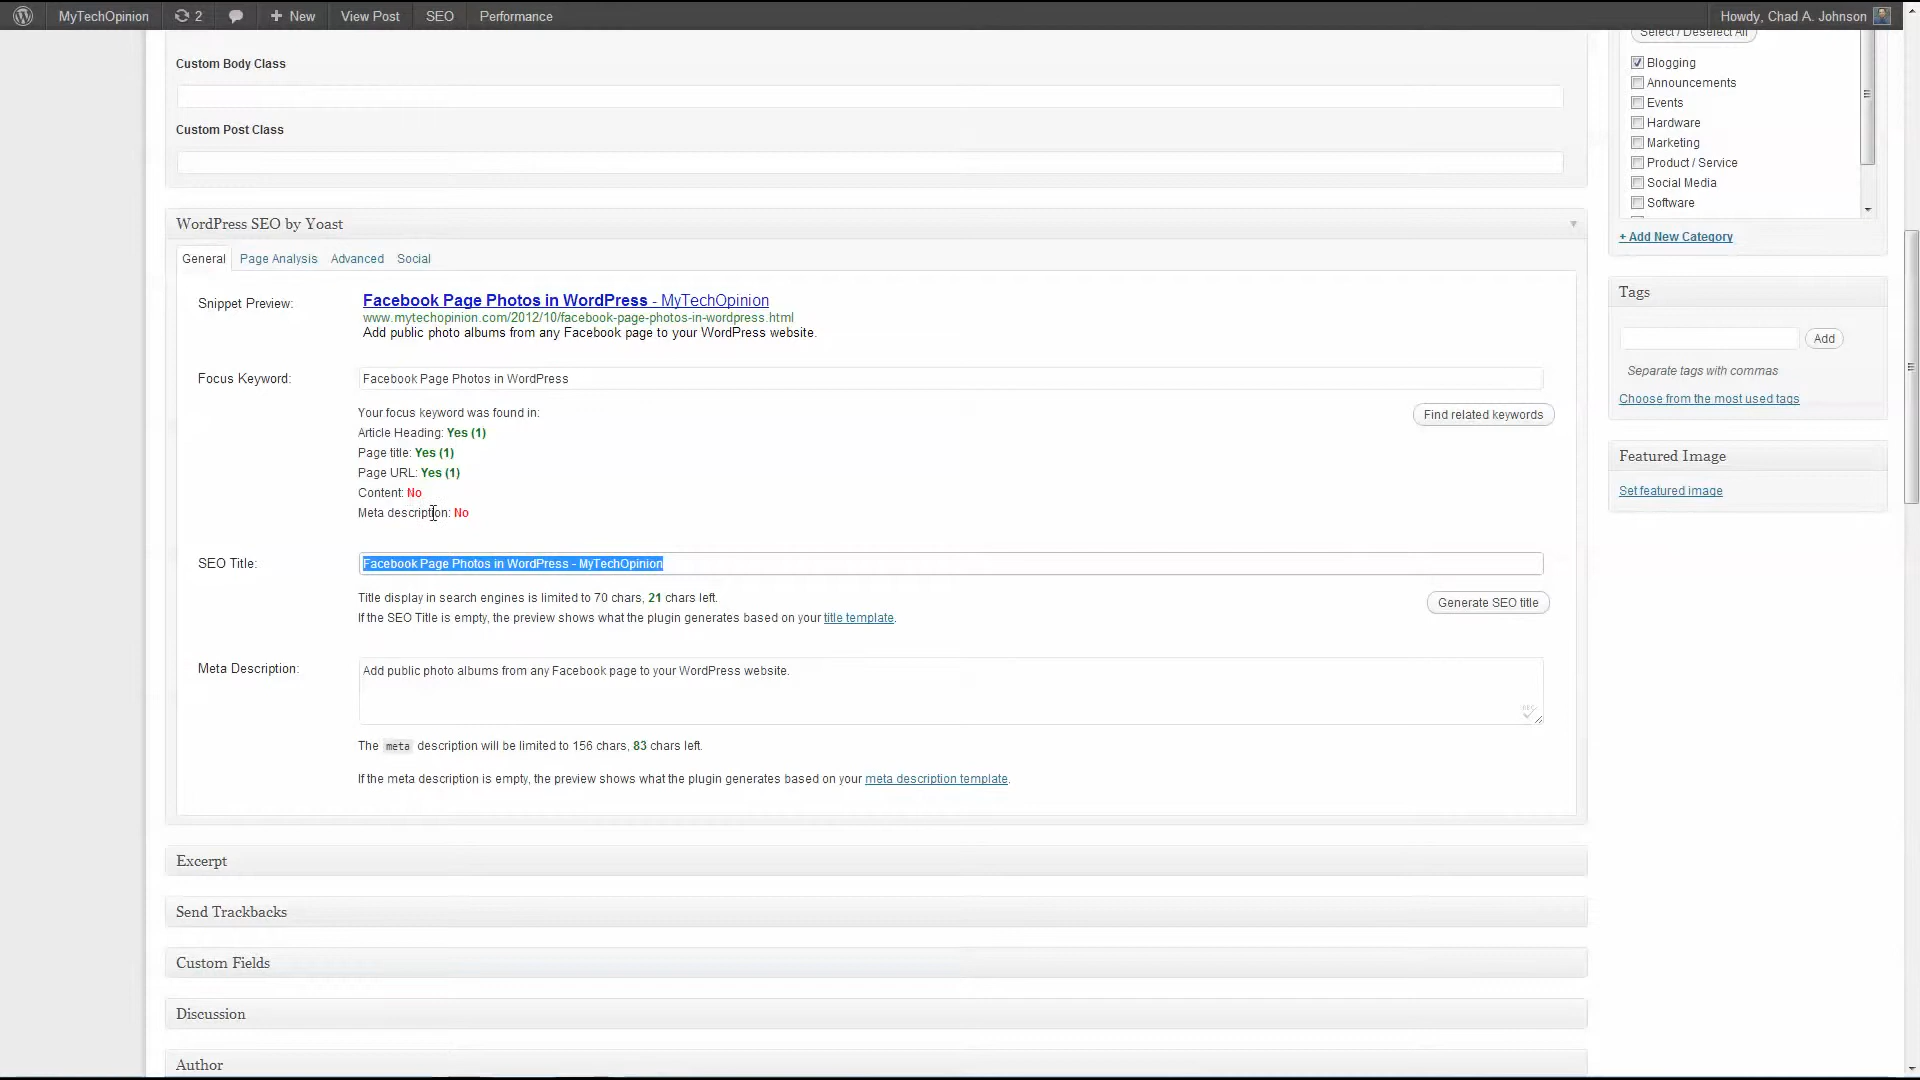 MyTechOpinion 2 New View Post SEO Performance Howdy, Chad A. Johnson
Select / Deselect All
Custom Body Class
Custom Post Class
Blogging
Announcements
Events
Hardware
Marketing
Product / Service
Social Media
Software
+ Add New Category
WordPress SEO by Yoast
General Page Analysis Advanced Social
Snippet Preview:
Facebook Page Photos in WordPress - MyTechOpinion
www.mytechopinion.com/2012/10/facebook-page-photos-in-wordpress.html
Add public photo albums from any Facebook page to your WordPress website.
Focus Keyword: Facebook Page Photos in WordPress
Your focus keyword was found in:
Find related keywords
Article Heading: Yes (1)
Page title: Yes (1)
Page URL: Yes (1)
Content: No
Meta description: No
SEO Title: Facebook Page Photos in WordPress - MyTechOpinion
Title display in search engines is limited to 70 chars, 21 chars left.
Generate SEO title
If the SEO Title is empty, the preview shows what the plugin generates based on your title template.
Meta Description: Add public photo albums from any Facebook page to your WordPress website.
The meta description will be limited to 156 chars, 83 chars left.
If the meta description is empty, the preview shows what the plugin generates based on your meta description template.
Tags
Add
Separate tags with commas
Choose from the most used tags
Featured Image
Set featured image
Excerpt
Send Trackbacks
Custom Fields
Discussion
Author